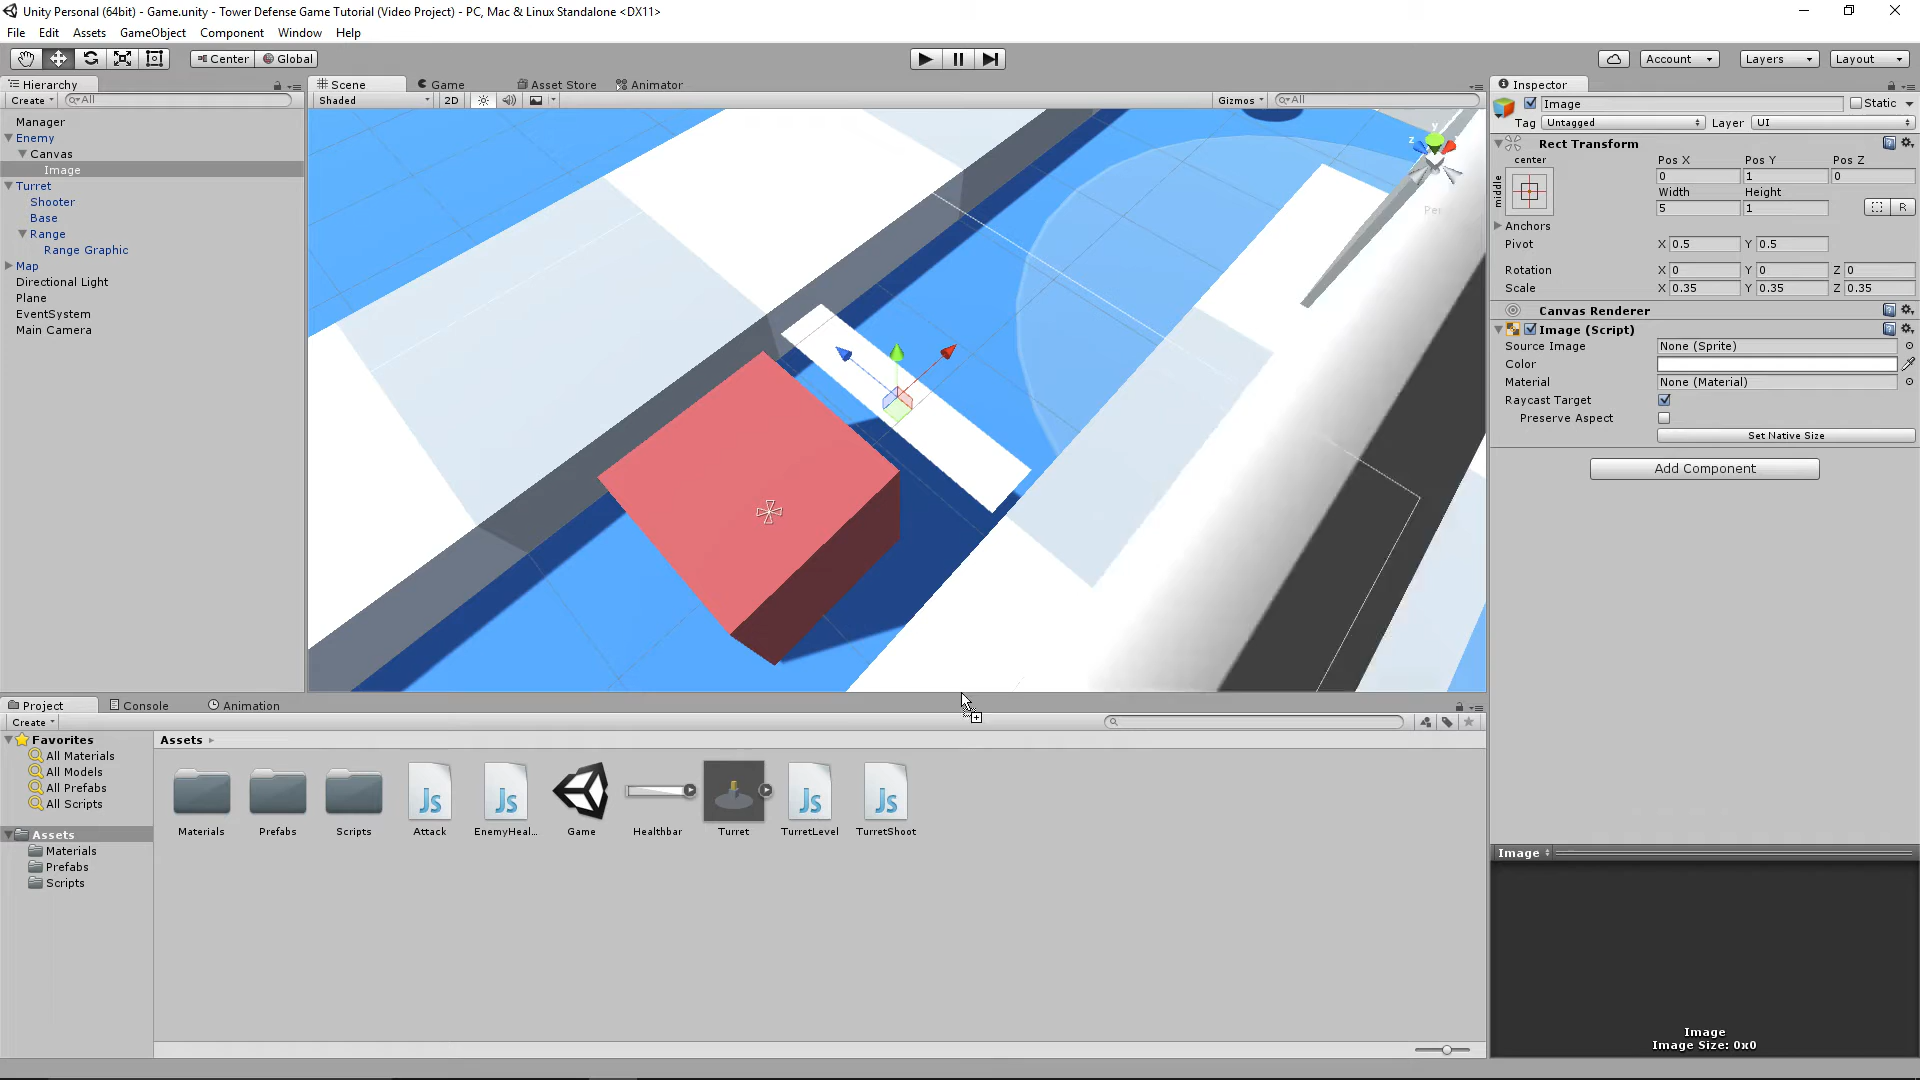 Unity Personal (64bit) - Game.unity - Tower Defense Game Tutorial (Video Project) - PC, Mac & Linux Standalone <DX11>
File Edit Assets GameObject Component Window Help
Center Global Account Layers Layout
Hierarchy
Create All
Manager
Enemy
Canvas
Image
Turret
Shooter
Base
Range
Range Graphic
Map
Directional Light
Plane
EventSystem
Main Camera
Scene Game Asset Store Animator
Shaded 2D Gizmos All
y
z
Inspector
Image Static
Tag Untagged Layer UI
Rect Transform
center Pos X Pos Y Pos Z
middle 0 1 0
Width Height
5 1 R
Anchors
Pivot X 0.5 Y 0.5
Rotation X 0 Y 0 Z 0
Scale X 0.35 Y 0.35 Z 0.35
Canvas Renderer
Image (Script)
Source Image None (Sprite)
Color
Material None (Material)
Raycast Target
Preserve Aspect
Set Native Size
Add Component
Project Console Animation
Create
Favorites
All Materials
All Models
All Prefabs
All Scripts
Assets
Materials
Prefabs
Scripts
Assets
Js Js Js Js
Materials Prefabs Scripts Attack EnemyHeal... Game Healthbar Turret TurretLevel TurretShoot
Image
Image
Image Size: 0x0